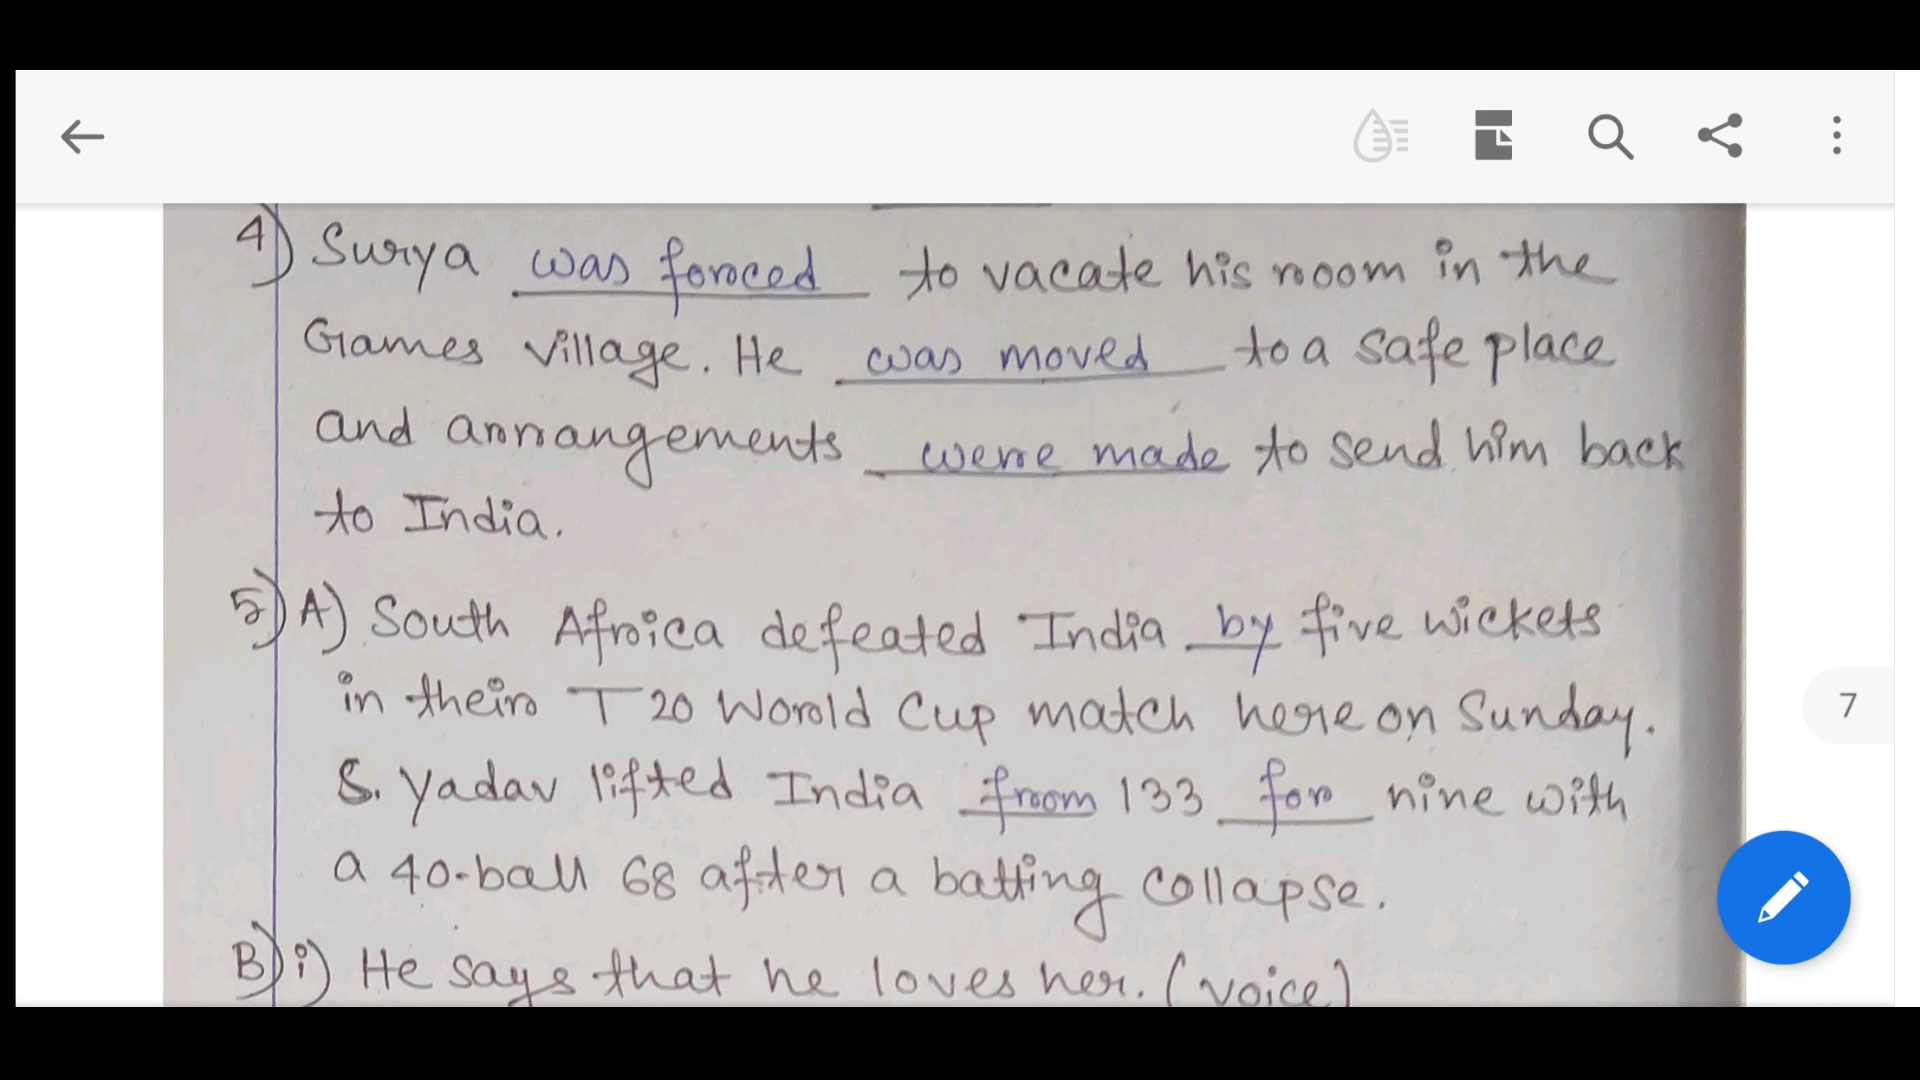 4) Surya was forced to vacate his room in the
Games village. He was moved to a safe place
and arrangements were made to send him back
to India.
5) A) South Africa defeated India by five wickets
in their T20 World Cup match here on Sunday.
S. Yadav lifted India from 133 for nine with
a 40-ball 68 after a batting collapse.
B) i) He says that he loves her. (voice)
7